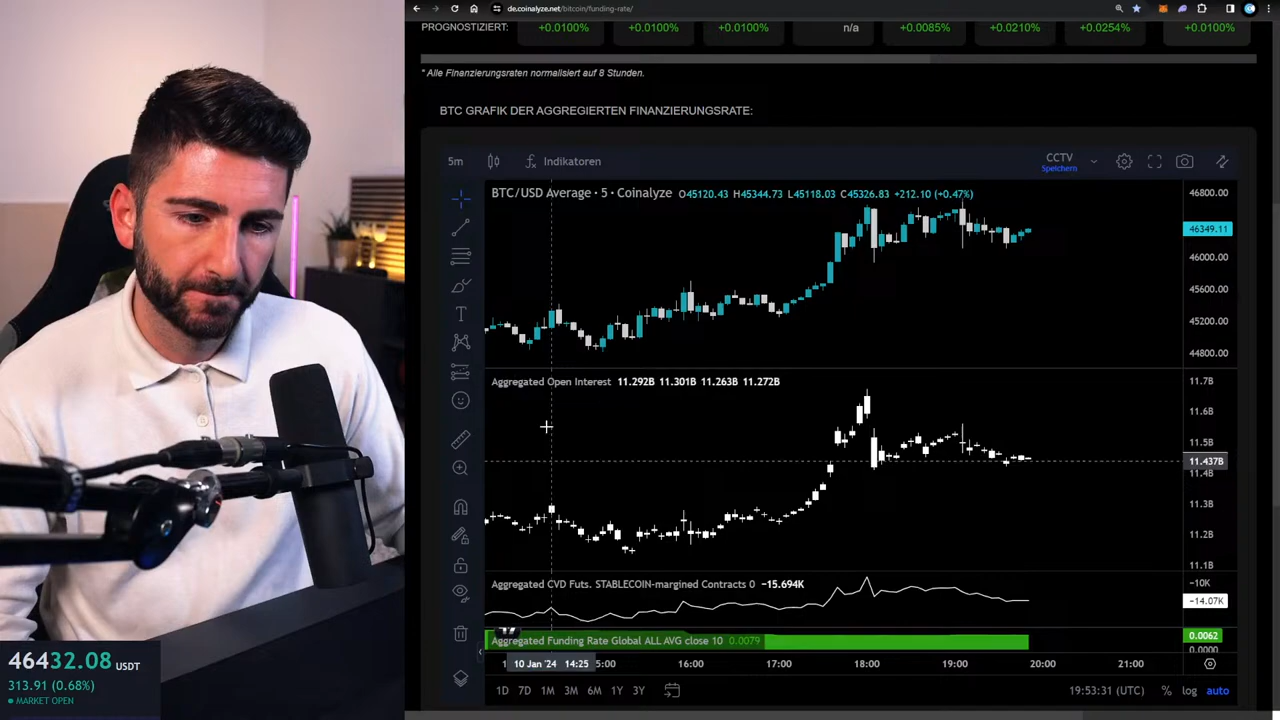 de.coinalyze.net/bitcoin/funding-rate/
PROGNOSTIZIERT: +0.0100% +0.0100% +0.0100% n/a +0.0085% +0.0210% +0.0254% +0.0100%
* Alle Finanzierungsraten normalisiert auf 8 Stunden.
BTC GRAFIK DER AGGREGIERTEN FINANZIERUNGSRATE:
5m Indikatoren CCTV
Speichern
BTC/USD Average · 5 · Coinalyze O45120.43 H45344.73 L45118.03 C45326.83 +212.10 (+0.47%)
46800.00
46349.11
46000.00
45600.00
45200.00
44800.00
Aggregated Open Interest 11.292B 11.301B 11.263B 11.272B
11.7B
11.6B
11.5B
11.437B
11.4B
11.3B
11.2B
11.1B
Aggregated CVD Futs. STABLECOIN-margined Contracts 0 −15.694K
−10K
−14.07K
Aggregated Funding Rate Global ALL AVG close 10 0.0079
0.0062
0.0000
10 Jan '24 14:25 5:00 16:00 17:00 18:00 19:00 20:00 21:00
1D 7D 1M 3M 6M 1Y 3Y 19:53:31 (UTC) % log auto
46432.08 USDT
313.91 (0.68%)
MARKET OPEN